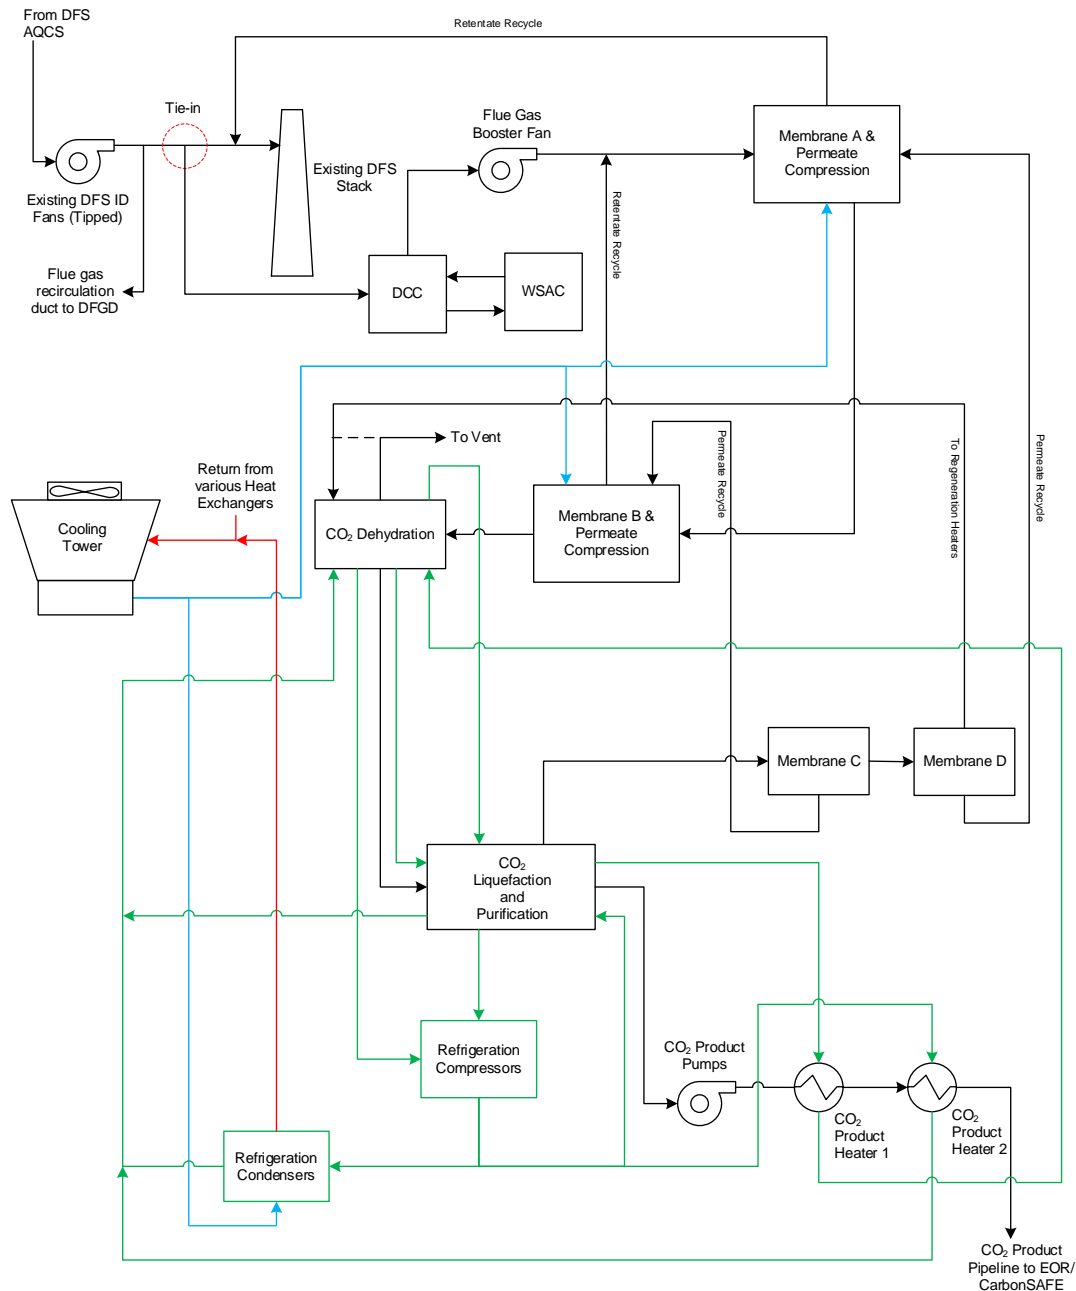 From DFS
AQCS
Retentate Recycle
Tie-in
Flue Gas
Booster Fan
Membrane A &
Permeate
Compression
Existing DFS
Stack
Existing DFS ID
Fans (Tipped)
Retentate Recycle
Flue gas
recirculation
duct to DFGD
DCC
WSAC
To Vent
Permeate Recycle
To Regeneration Heaters
Permeate Recycle
Return from
various Heat
Exchangers
Cooling
Tower
CO₂ Dehydration
Membrane B &
Permeate
Compression
Membrane C
Membrane D
CO₂
Liquefaction
and
Purification
Refrigeration
Compressors
CO₂ Product
Pumps
CO₂
Product
Heater 1
CO₂
Product
Heater 2
Refrigeration
Condensers
CO₂ Product
Pipeline to EOR/
CarbonSAFE